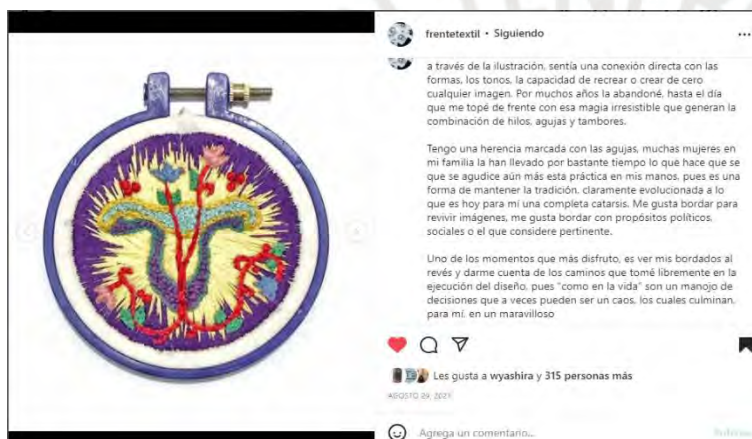 frentetextil • Siguiendo
a través de la ilustración, sentía una conexión directa con las
formas, los tonos, la capacidad de recrear o crear de cero
cualquier imagen. Por muchos años la abandoné, hasta el día
que me topé de frente con esa magia irresistible que generan la
combinación de hilos, agujas y tambores.
Tengo una herencia marcada con las agujas, muchas mujeres en
mi familia la han llevado por bastante tiempo lo que hace que se
que se agudice aún más esta práctica en mis manos, pues es una
forma de mantener la tradición, claramente evolucionada a lo
que es hoy para mí una completa catarsis. Me gusta bordar para
revivir imágenes, me gusta bordar con propósitos políticos,
sociales o el que considere pertinente.
Uno de los momentos que más disfruto, es ver mis bordados al
revés y darme cuenta de los caminos que tomé libremente en la
ejecución del diseño, pues "como en la vida" son un manojo de
decisiones que a veces pueden ser un caos, los cuales culminan,
para mí, en un maravilloso
Les gusta a wyashira y 315 personas más
AGOSTO 29, 2021
Agrega un comentario...
Publicar